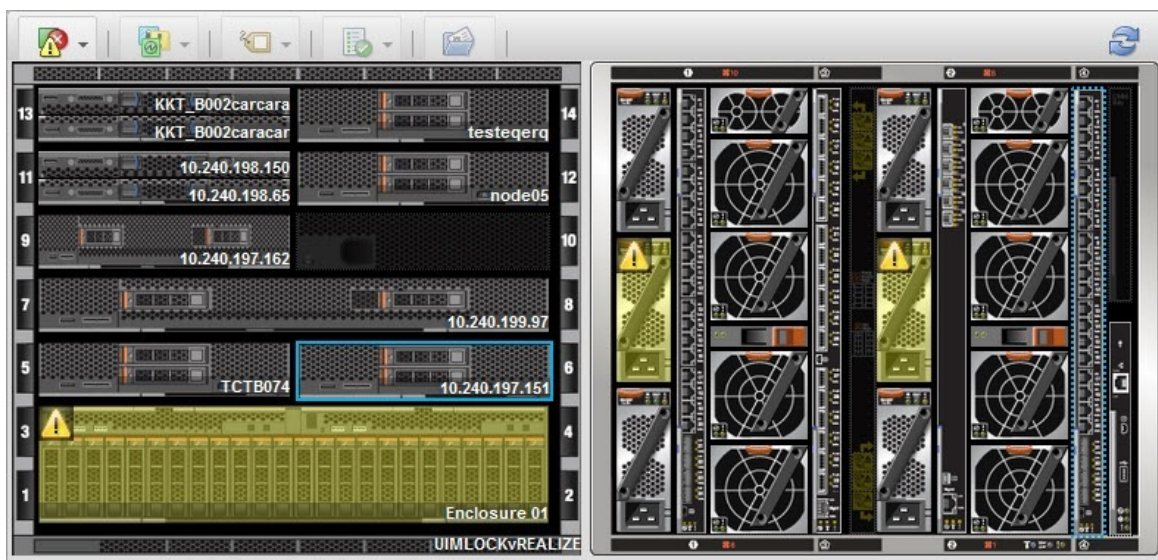 13
KKT_B002carcara
KKT_B002caracar
testeqerq
14
11
10.240.198.150
10.240.198.65
node05
12
9
10.240.197.162
10
7
10.240.199.97
8
5
TCTB074
10.240.197.151
6
3
4
1
Enclosure 01
2
UIMLOCKvREALIZE